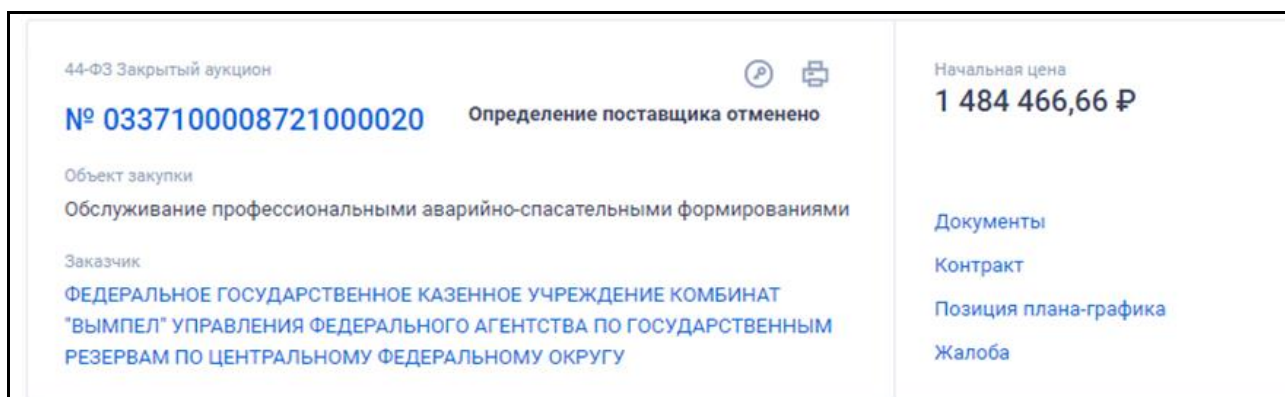 44-ФЗ Закрытый аукцион
№ 0337100008721000020
Определение поставщика отменено
Объект закупки
Обслуживание профессиональными аварийно-спасательными формированиями
Заказчик
ФЕДЕРАЛЬНОЕ ГОСУДАРСТВЕННОЕ КАЗЕННОЕ УЧРЕЖДЕНИЕ КОМБИНАТ
"ВЫМПЕЛ" УПРАВЛЕНИЯ ФЕДЕРАЛЬНОГО АГЕНТСТВА ПО ГОСУДАРСТВЕННЫМ
РЕЗЕРВАМ ПО ЦЕНТРАЛЬНОМУ ФЕДЕРАЛЬНОМУ ОКРУГУ
Начальная цена
1 484 466,66 ₽
Документы
Контракт
Позиция плана-графика
Жалоба